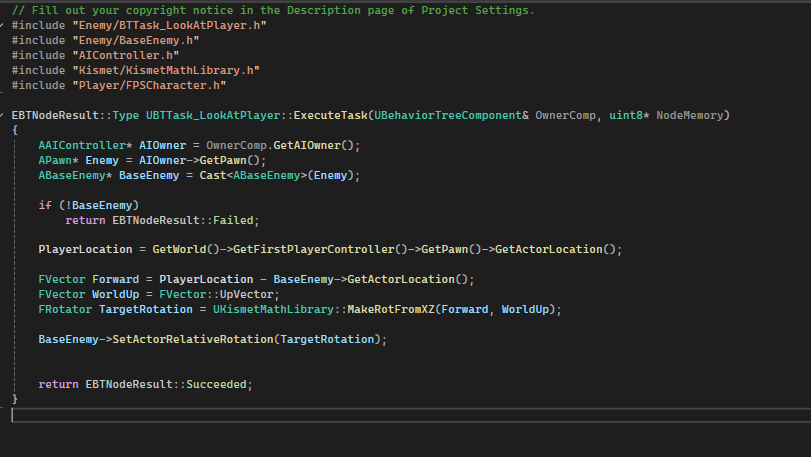 // Fill out your copyright notice in the Description page of Project Settings.
#include "Enemy/BTTask_LookAtPlayer.h"
#include "Enemy/BaseEnemy.h"
#include "AIController.h"
#include "Kismet/KismetMathLibrary.h"
#include "Player/FPSCharacter.h"
EBTNodeResult::Type UBTTask_LookAtPlayer::ExecuteTask(UBehaviorTreeComponent& OwnerComp, uint8* NodeMemory)
{
AAIController* AIOwner = OwnerComp.GetAIOwner();
APawn* Enemy = AIOwner->GetPawn();
ABaseEnemy* BaseEnemy = Cast<ABaseEnemy>(Enemy);
if (!BaseEnemy)
return EBTNodeResult::Failed;
PlayerLocation = GetWorld()->GetFirstPlayerController()->GetPawn()->GetActorLocation();
FVector Forward = PlayerLocation - BaseEnemy->GetActorLocation();
FVector WorldUp = FVector::UpVector;
FRotator TargetRotation = UKismetMathLibrary::MakeRotFromXZ(Forward, WorldUp);
BaseEnemy->SetActorRelativeRotation(TargetRotation);
return EBTNodeResult::Succeeded;
}